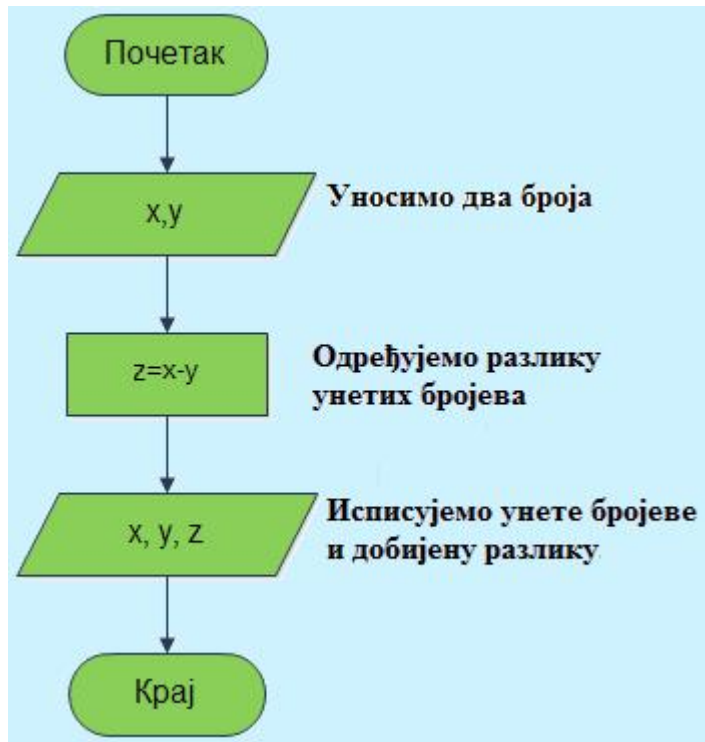 Почетак
x,y
Уносимо два броја
z=x-y
Одређујемо разлику
унетих бројева
x, y, z
Исписујемо унете бројеве
и добијену разлику
Крај